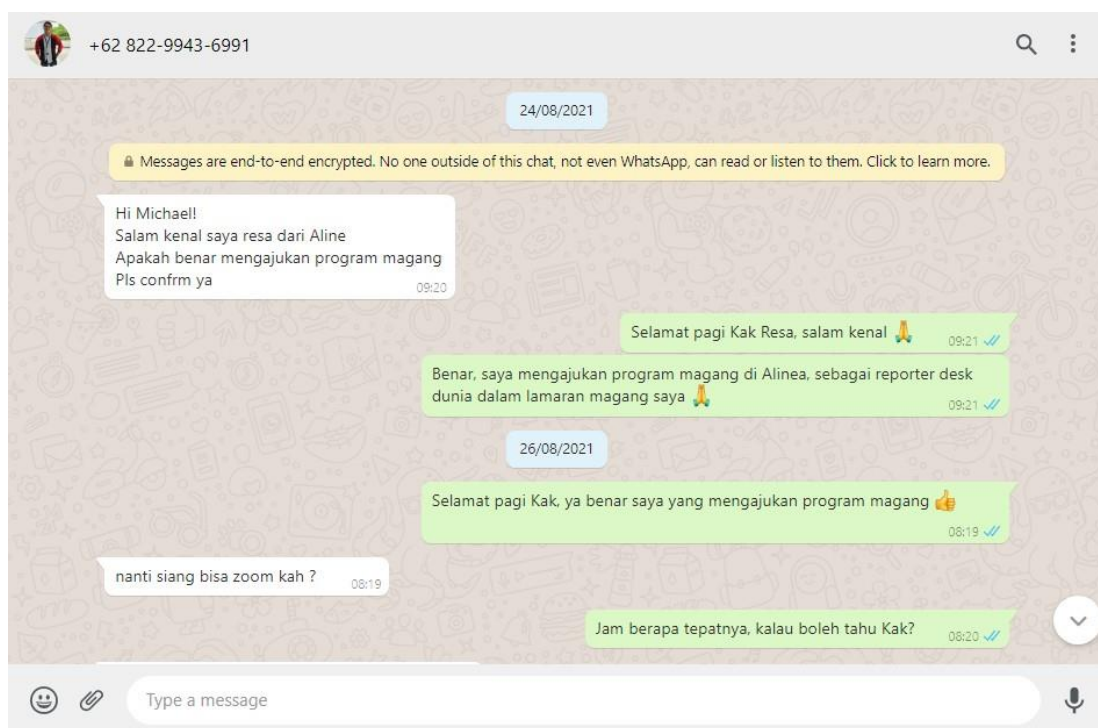 +62 822-9943-6991
24/08/2021
Messages are end-to-end encrypted. No one outside of this chat, not even WhatsApp, can read or listen to them. Click to learn more.
Hi Michael!
Salam kenal saya resa dari Aline
Apakah benar mengajukan program magang
Pls confrm ya
09:20
Selamat pagi Kak Resa, salam kenal 🙏
09:21
Benar, saya mengajukan program magang di Alinea, sebagai reporter desk
dunia dalam lamaran magang saya 🙏
09:21
26/08/2021
Selamat pagi Kak, ya benar saya yang mengajukan program magang 👍
08:19
nanti siang bisa zoom kah ?
08:19
Jam berapa tepatnya, kalau boleh tahu Kak?
08:20
Type a message